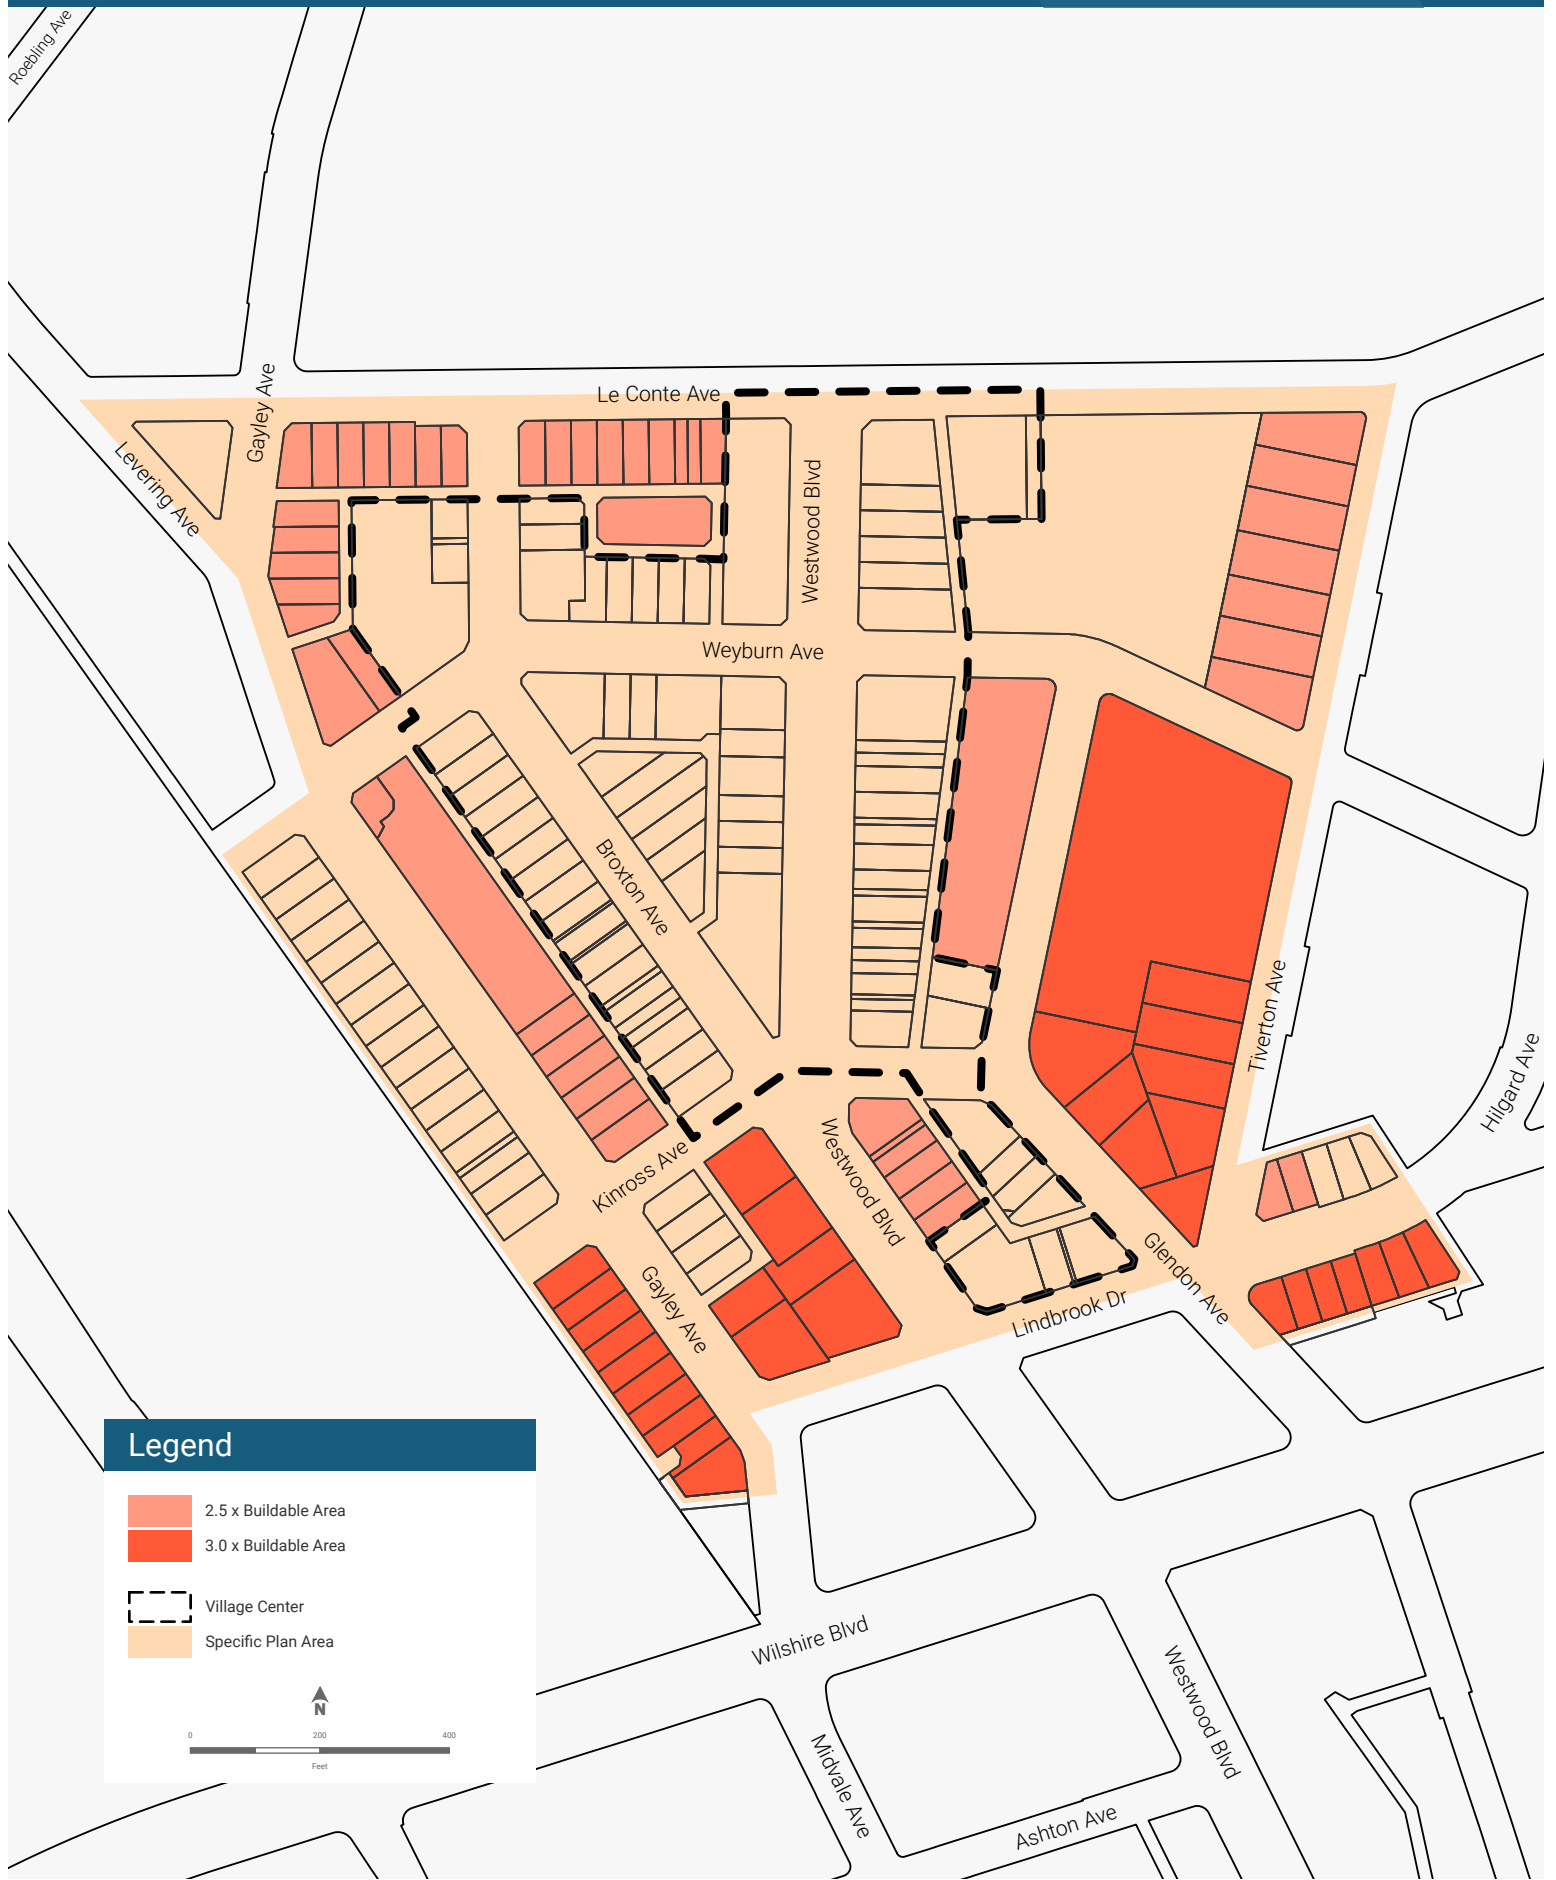 Roebling Ave
Gayley Ave
Le Conte Ave
Levering Ave
Westwood Blvd
Weyburn Ave
Broxton Ave
Tiverton Ave
Hilgard Ave
Kinross Ave
Westwood Blvd
Gayley Ave
Glendon Ave
Lindbrook Dr
Legend
2.5 x Buildable Area
3.0 x Buildable Area
Village Center
Specific Plan Area
N
0 200 400
Feet
Wilshire Blvd
Westwood Blvd
Midvale Ave
Ashton Ave